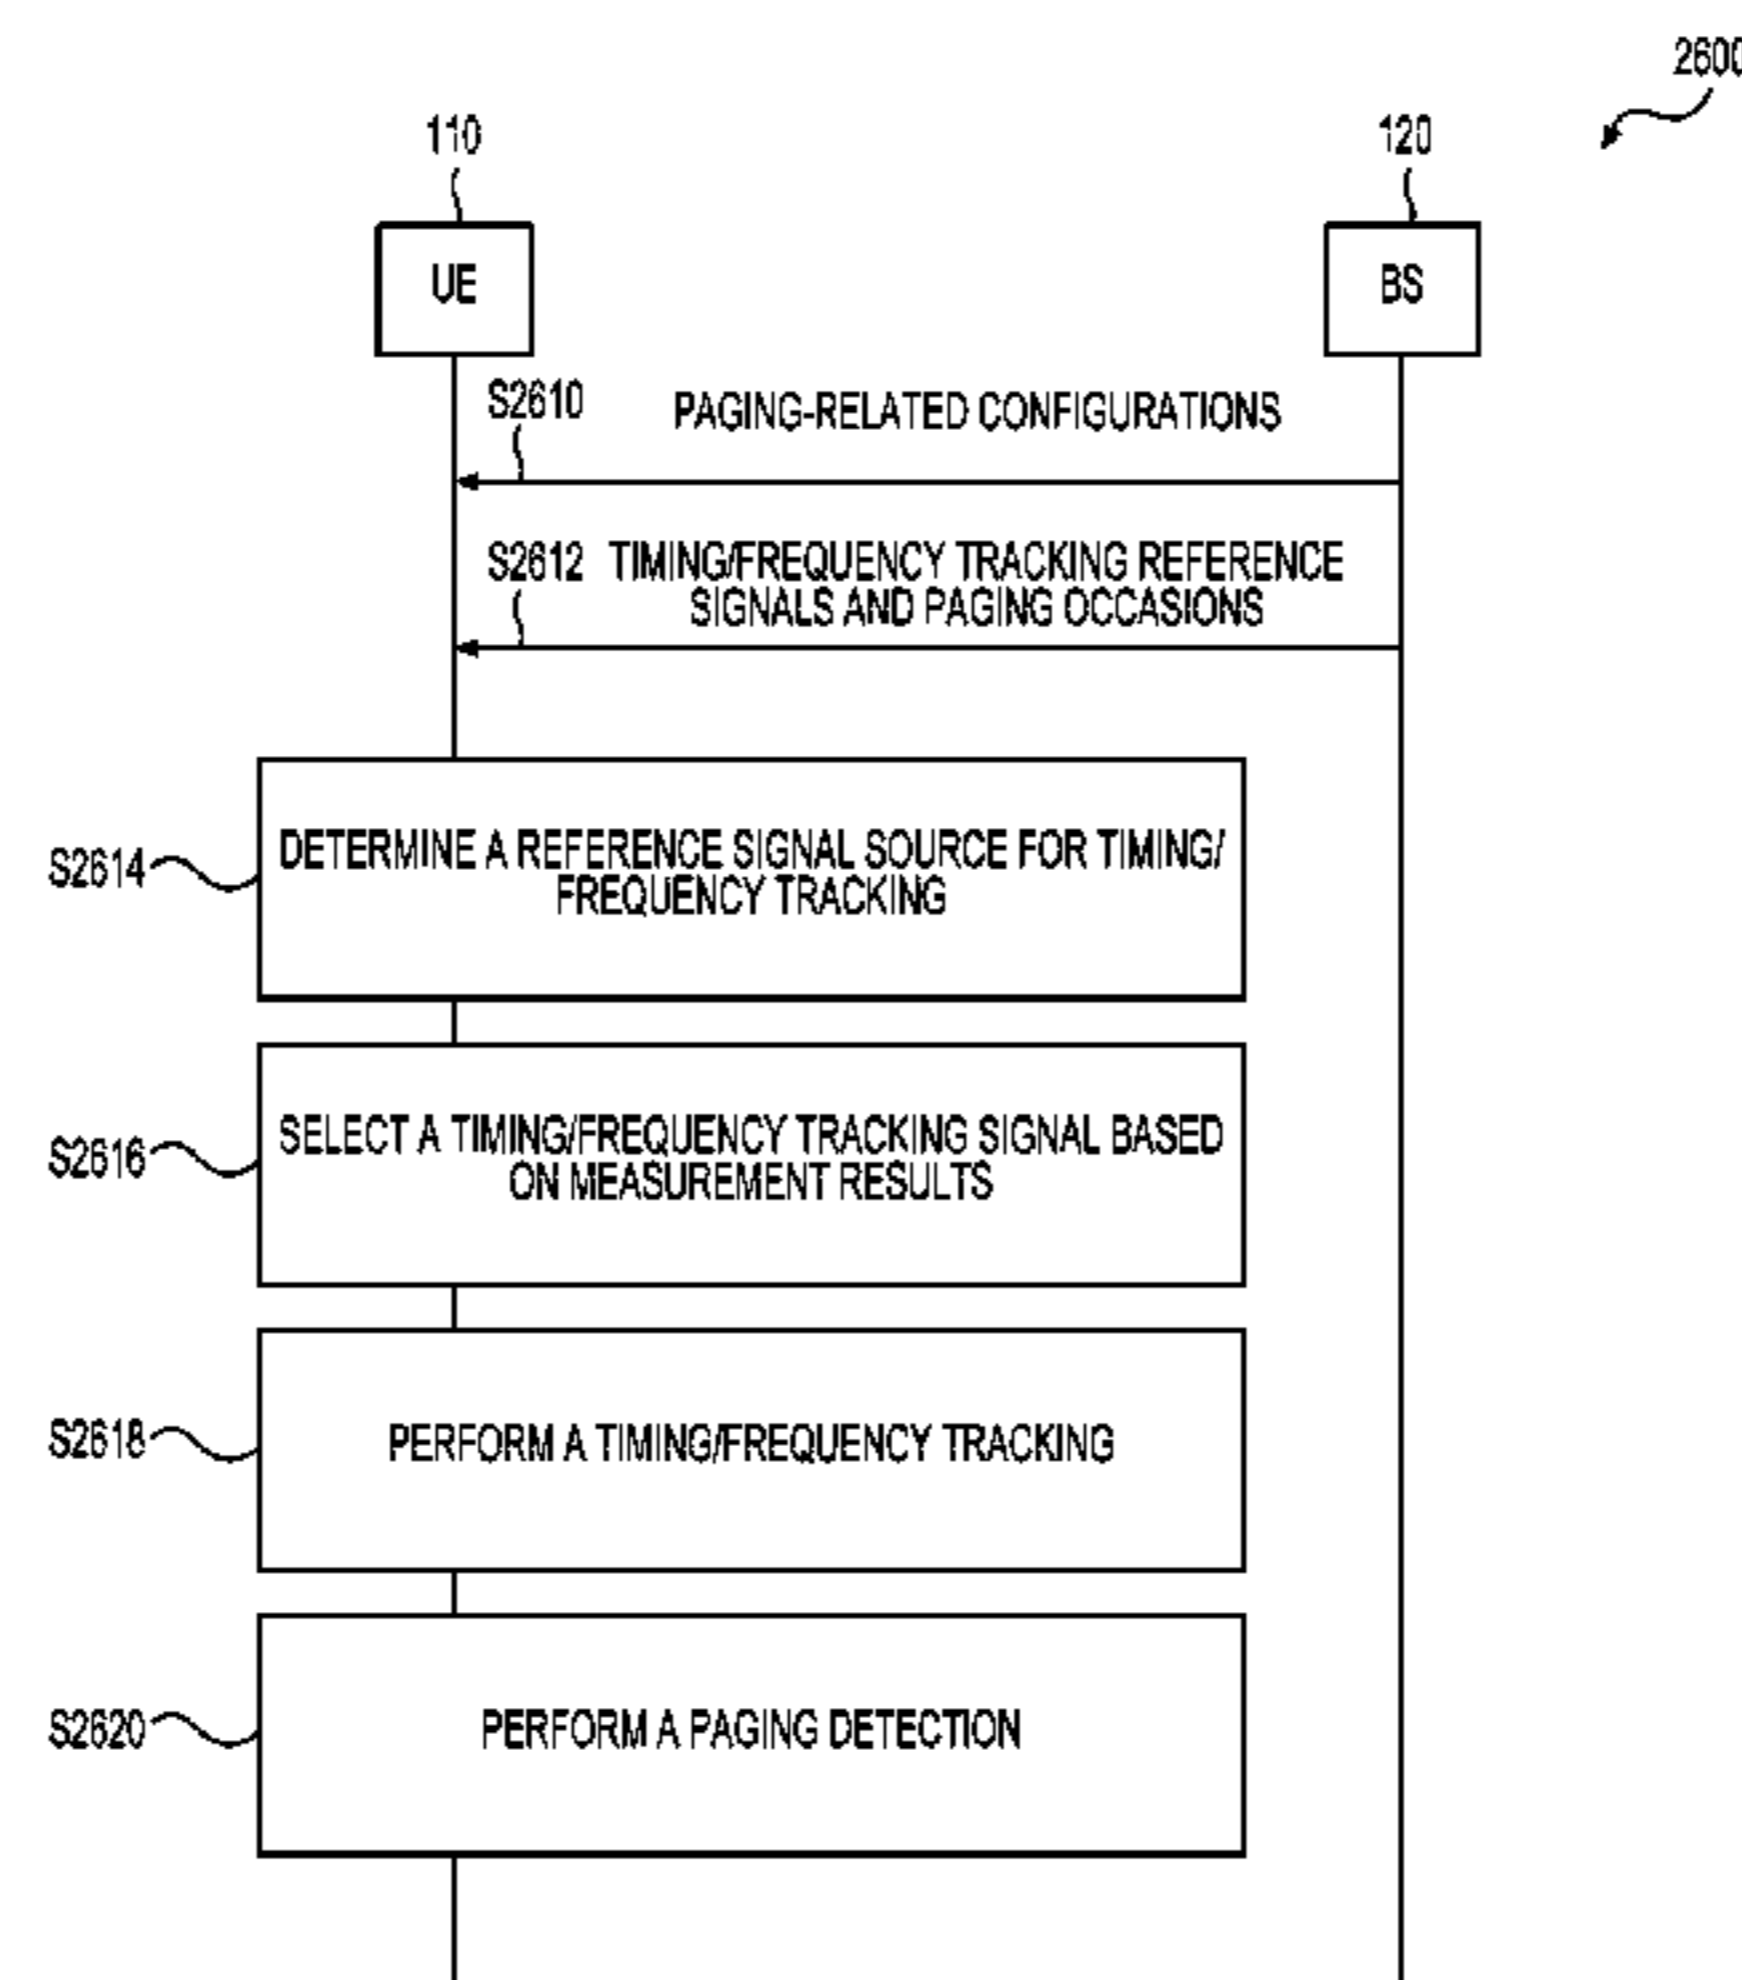 2600
110
120
UE
BS
S2610
PAGING-RELATED CONFIGURATIONS
S2612
TIMING/FREQUENCY TRACKING REFERENCE
SIGNALS AND PAGING OCCASIONS
S2614
DETERMINE A REFERENCE SIGNAL SOURCE FOR TIMING/
FREQUENCY TRACKING
S2616
SELECT A TIMING/FREQUENCY TRACKING SIGNAL BASED
ON MEASUREMENT RESULTS
S2618
PERFORM A TIMING/FREQUENCY TRACKING
S2620
PERFORM A PAGING DETECTION